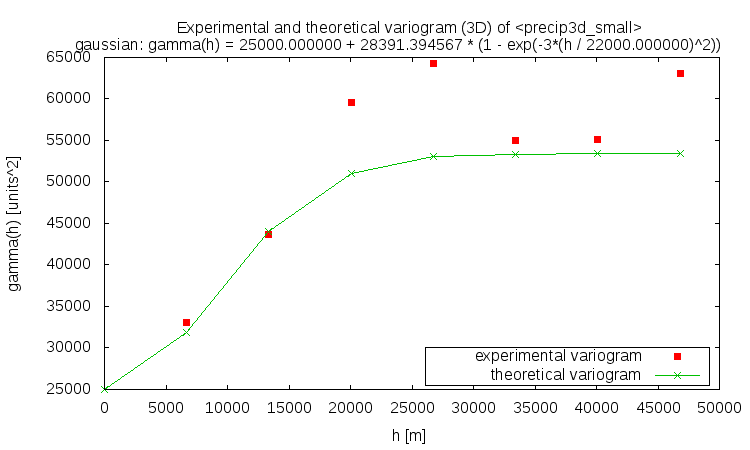 Experimental and theoretical variogram (3D) of <precip3d_small>
gaussian: gamma(h) = 25000.000000 + 28391.394567 * (1 - exp(-3*(h / 22000.000000)^2))
65000
60000
55000
50000
45000
40000
35000
30000
25000
gamma(h) [units^2]
experimental variogram
theoretical variogram
0 5000 10000 15000 20000 25000 30000 35000 40000 45000 50000
h [m]